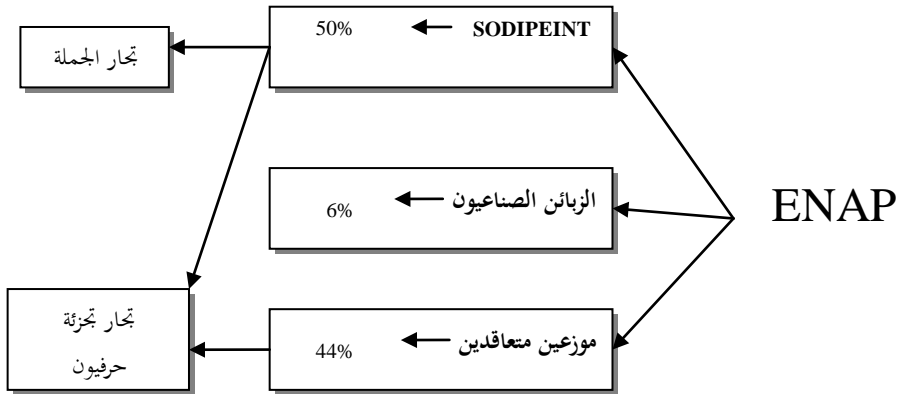 ENAP
SODIPEINT 50%
تجار الجملة
الزبائن الصناعيون 6%
موزعين متعاقدين 44%
تجار تجزئة
حرفيون